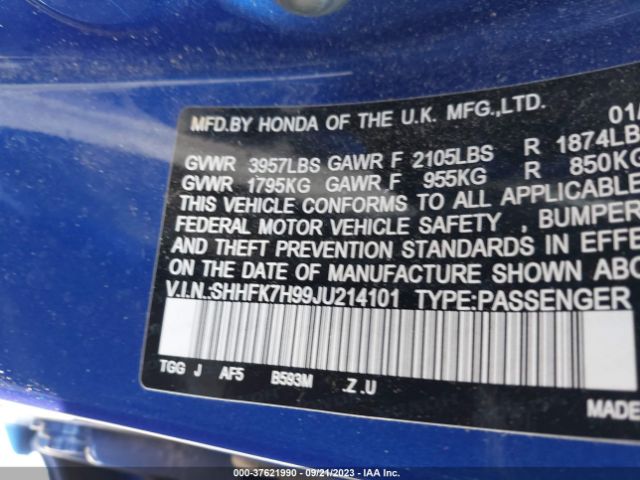 MFD.BY HONDA OF THE U.K. MFG.,LTD. 01/
GVWR 3957LBS GAWR F 2105LBS R 1874LBS
GVWR 1795KG GAWR F 955KG R 850KG
THIS VEHICLE CONFORMS TO ALL APPLICABLE
FEDERAL MOTOR VEHICLE SAFETY , BUMPER
AND THEFT PREVENTION STANDARDS IN EFFE
ON THE DATE OF MANUFACTURE SHOWN ABO
V.I.N.:SHHFK7H99JU214101 TYPE:PASSENGER
TGG J AF5 B593M .Z .U
MADE
000-37621990 - 09/21/2023 - IAA Inc.